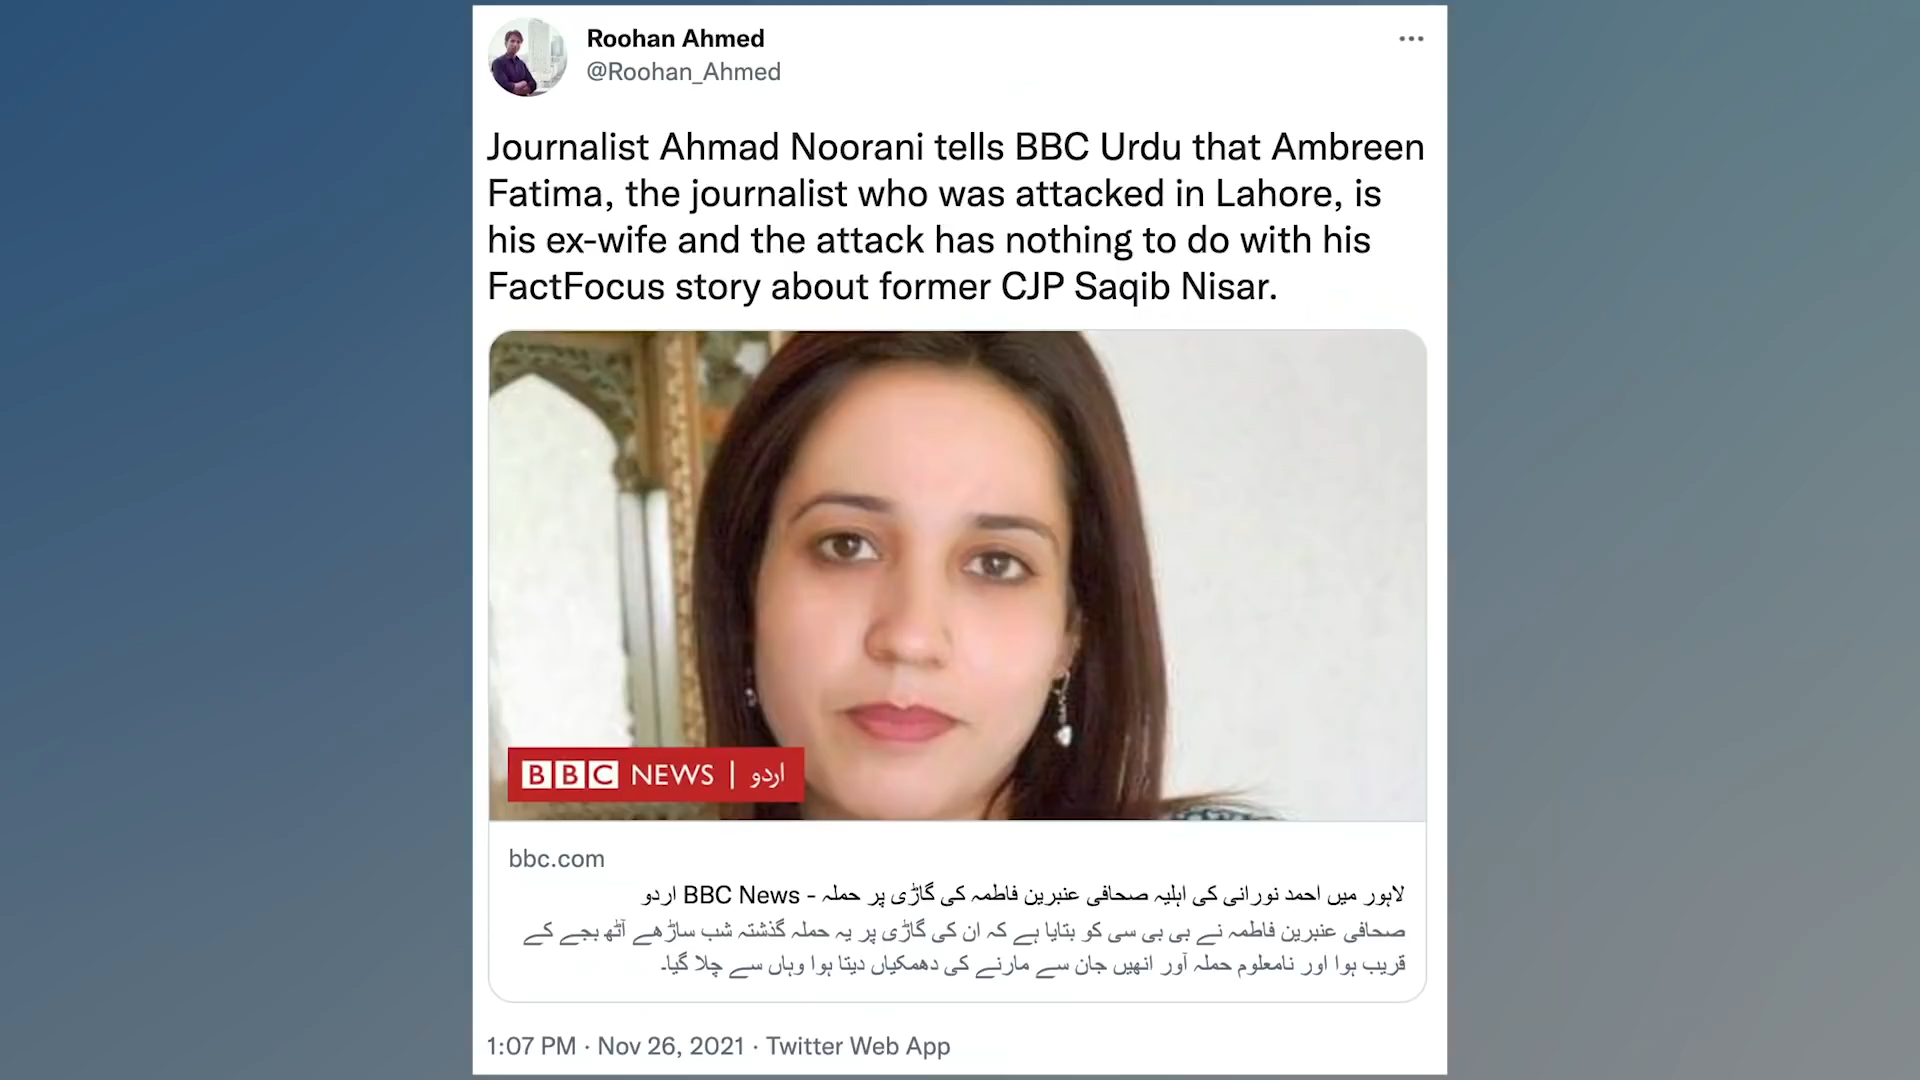 Roohan Ahmed
@Roohan_Ahmed
Journalist Ahmad Noorani tells BBC Urdu that Ambreen
Fatima, the journalist who was attacked in Lahore, is
his ex-wife and the attack has nothing to do with his
FactFocus story about former CJP Saqib Nisar.
BBC NEWS | اردو
bbc.com
لاہور میں احمد نورانی کی اہلیہ صحافی عنبرین فاطمہ کی گاڑی پر حملہ - BBC News اردو
صحافی عنبرین فاطمہ نے بی بی سی کو بتایا ہے کہ ان کی گاڑی پر یہ حملہ گذشتہ شب ساڑھے آٹھ بجے کے
قریب ہوا اور نامعلوم حملہ آور انھیں جان سے مارنے کی دھمکیاں دیتا ہوا وہاں سے چلا گیا۔
1:07 PM · Nov 26, 2021 · Twitter Web App